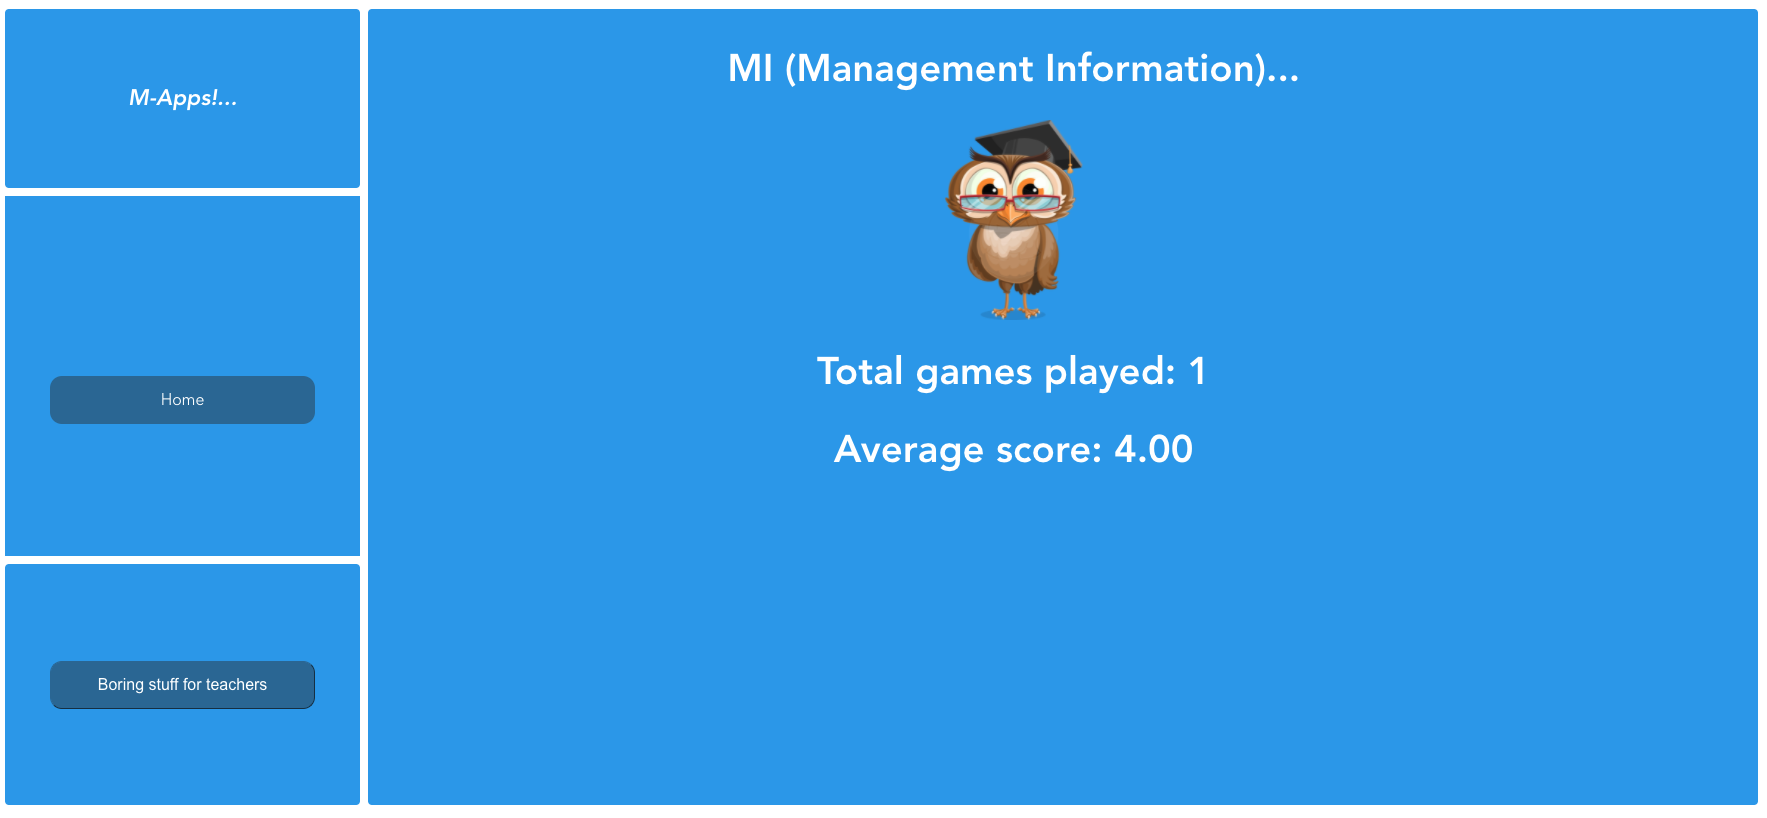 M-Apps!...
Home
Boring stuff for teachers
MI (Management Information)...
Total games played: 1
Average score: 4.00